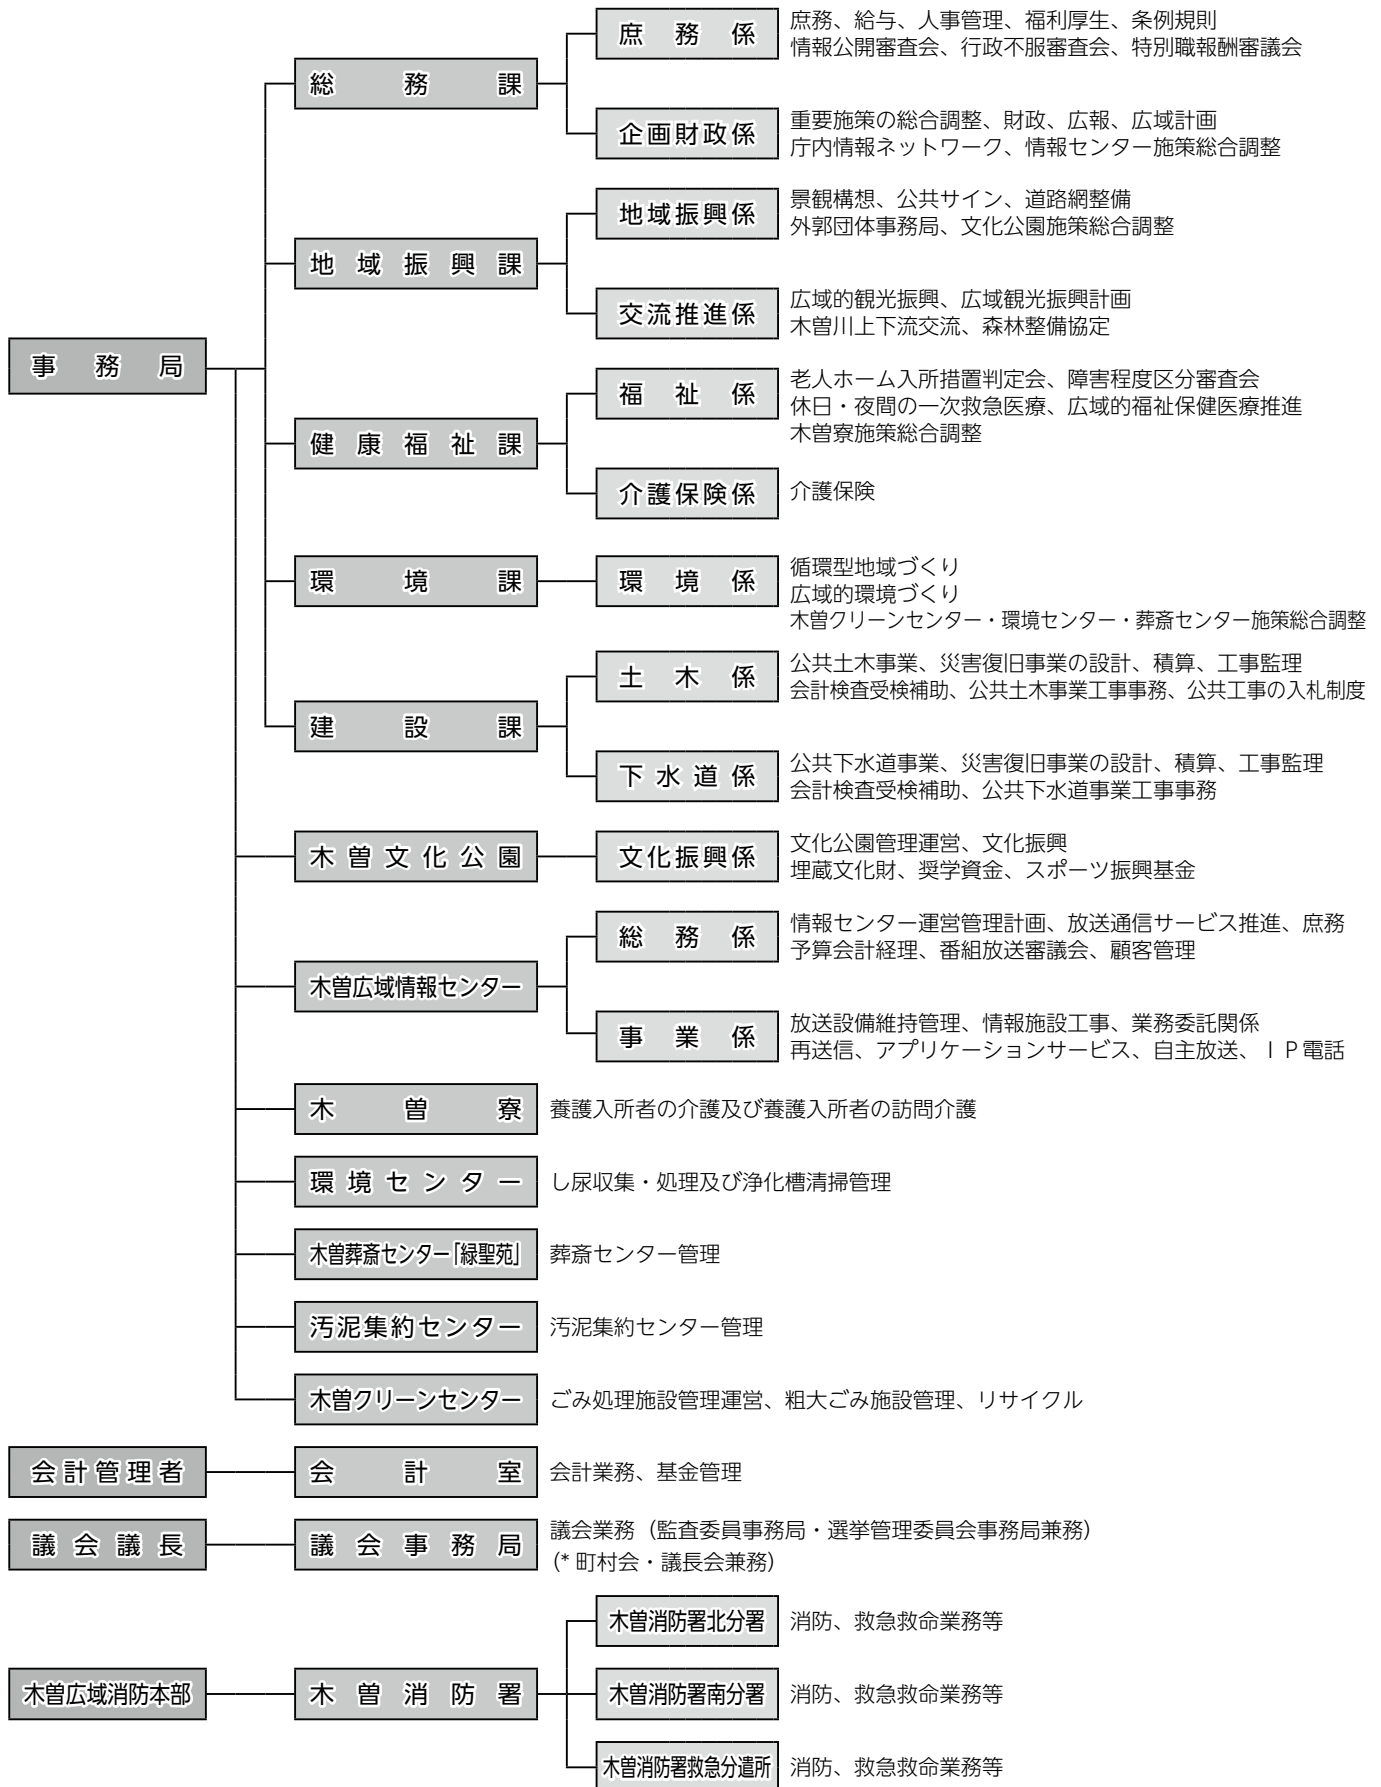 事務局
総務課
庶務係
庶務、給与、人事管理、福利厚生、条例規則
情報公開審査会、行政不服審査会、特別職報酬審議会
企画財政係
重要施策の総合調整、財政、広報、広域計画
庁内情報ネットワーク、情報センター施策総合調整
地域振興課
地域振興係
景観構想、公共サイン、道路網整備
外郭団体事務局、文化公園施策総合調整
交流推進係
広域的観光振興、広域観光振興計画
木曽川上下流交流、森林整備協定
健康福祉課
福祉係
老人ホーム入所措置判定会、障害程度区分審査会
休日・夜間の一次救急医療、広域的福祉保健医療推進
木曽寮施策総合調整
介護保険係
介護保険
環境課
環境係
循環型地域づくり
広域的環境づくり
木曽クリーンセンター・環境センター・葬斎センター施策総合調整
建設課
土木係
公共土木事業、災害復旧事業の設計、積算、工事監理
会計検査受検補助、公共土木事業工事事務、公共工事の入札制度
下水道係
公共下水道事業、災害復旧事業の設計、積算、工事監理
会計検査受検補助、公共下水道事業工事事務
木曽文化公園
文化振興係
文化公園管理運営、文化振興
埋蔵文化財、奨学資金、スポーツ振興基金
木曽広域情報センター
総務係
情報センター運営管理計画、放送通信サービス推進、庶務
予算会計経理、番組放送審議会、顧客管理
事業係
放送設備維持管理、情報施設工事、業務委託関係
再送信、アプリケーションサービス、自主放送、ＩＰ電話
木曽寮
養護入所者の介護及び養護入所者の訪問介護
環境センター
し尿収集・処理及び浄化槽清掃管理
木曽葬斎センター「緑聖苑」
葬斎センター管理
汚泥集約センター
汚泥集約センター管理
木曽クリーンセンター
ごみ処理施設管理運営、粗大ごみ施設管理、リサイクル
会計管理者
会計室
会計業務、基金管理
議会議長
議会事務局
議会業務（監査委員事務局・選挙管理委員会事務局兼務）
(* 町村会・議長会兼務)
木曽広域消防本部
木曽消防署
木曽消防署北分署
消防、救急救命業務等
木曽消防署南分署
消防、救急救命業務等
木曽消防署救急分遣所
消防、救急救命業務等